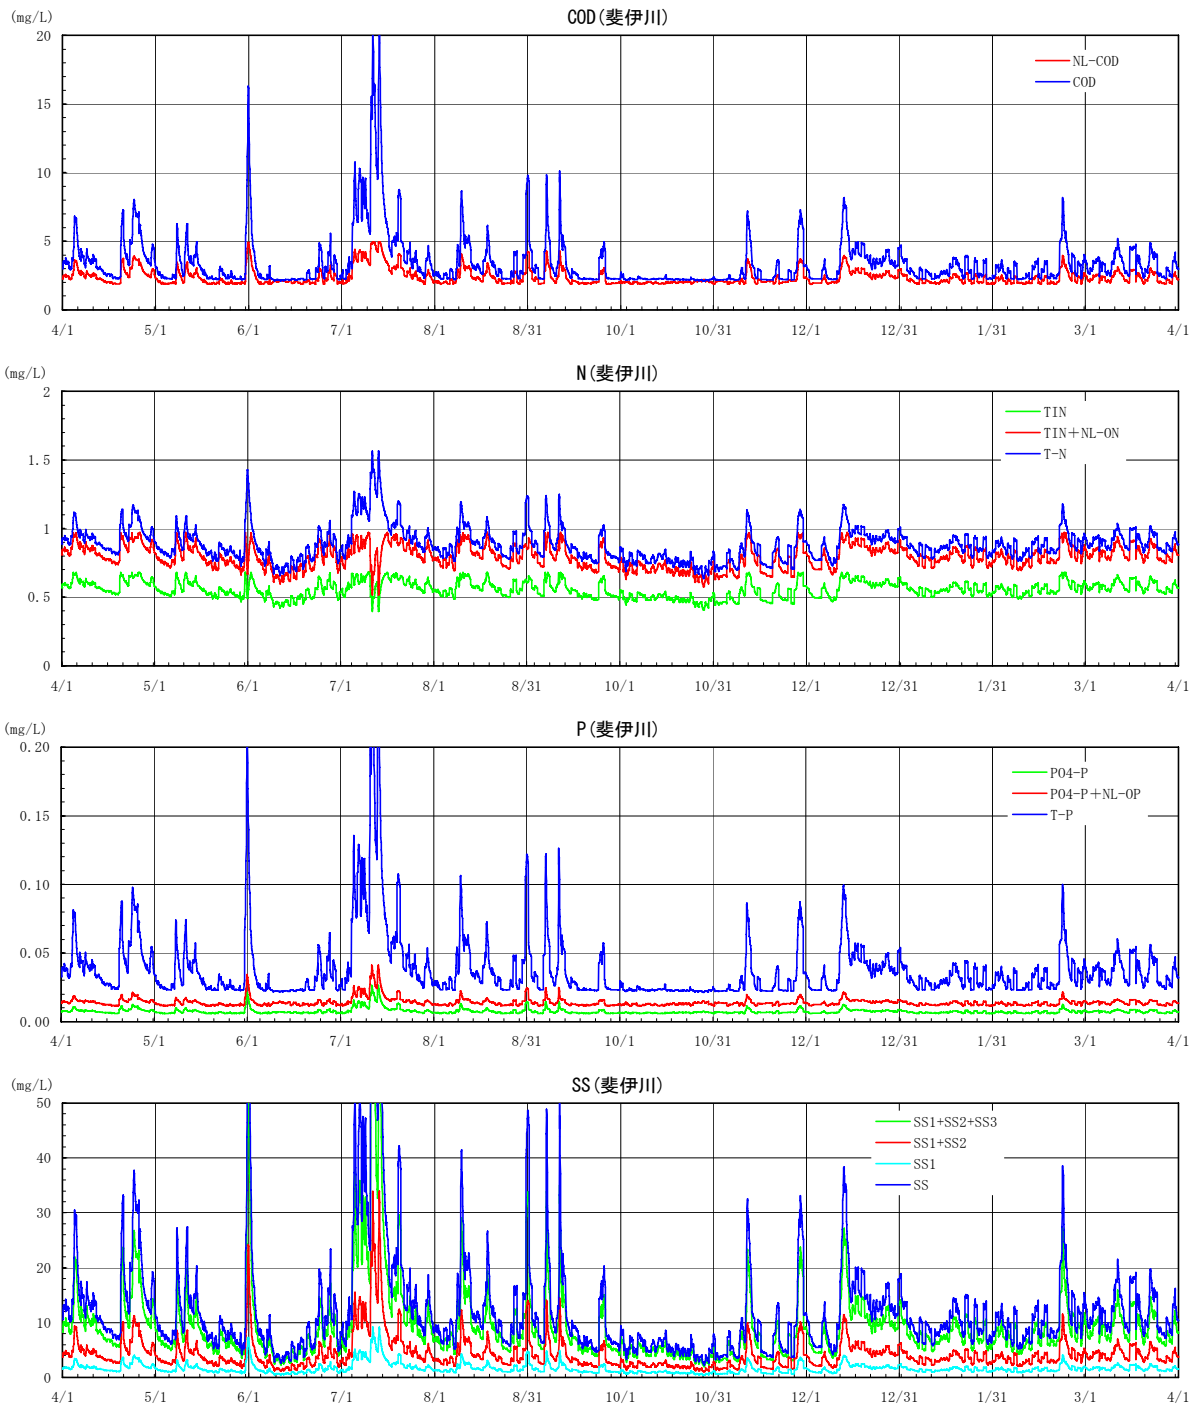 (mg/L)
COD(斐伊川)
20
15
10
5
0
NL-COD
COD
4/1 5/1 6/1 7/1 8/1 8/31 10/1 10/31 12/1 12/31 1/31 3/1 4/1
(mg/L)
N(斐伊川)
2
1.5
1
0.5
0
TIN
TIN+NL-ON
T-N
4/1 5/1 6/1 7/1 8/1 8/31 10/1 10/31 12/1 12/31 1/31 3/1 4/1
(mg/L)
P(斐伊川)
0.20
0.15
0.10
0.05
0.00
PO4-P
PO4-P+NL-OP
T-P
4/1 5/1 6/1 7/1 8/1 8/31 10/1 10/31 12/1 12/31 1/31 3/1 4/1
(mg/L)
SS(斐伊川)
50
40
30
20
10
0
SS1+SS2+SS3
SS1+SS2
SS1
SS
4/1 5/1 6/1 7/1 8/1 8/31 10/1 10/31 12/1 12/31 1/31 3/1 4/1